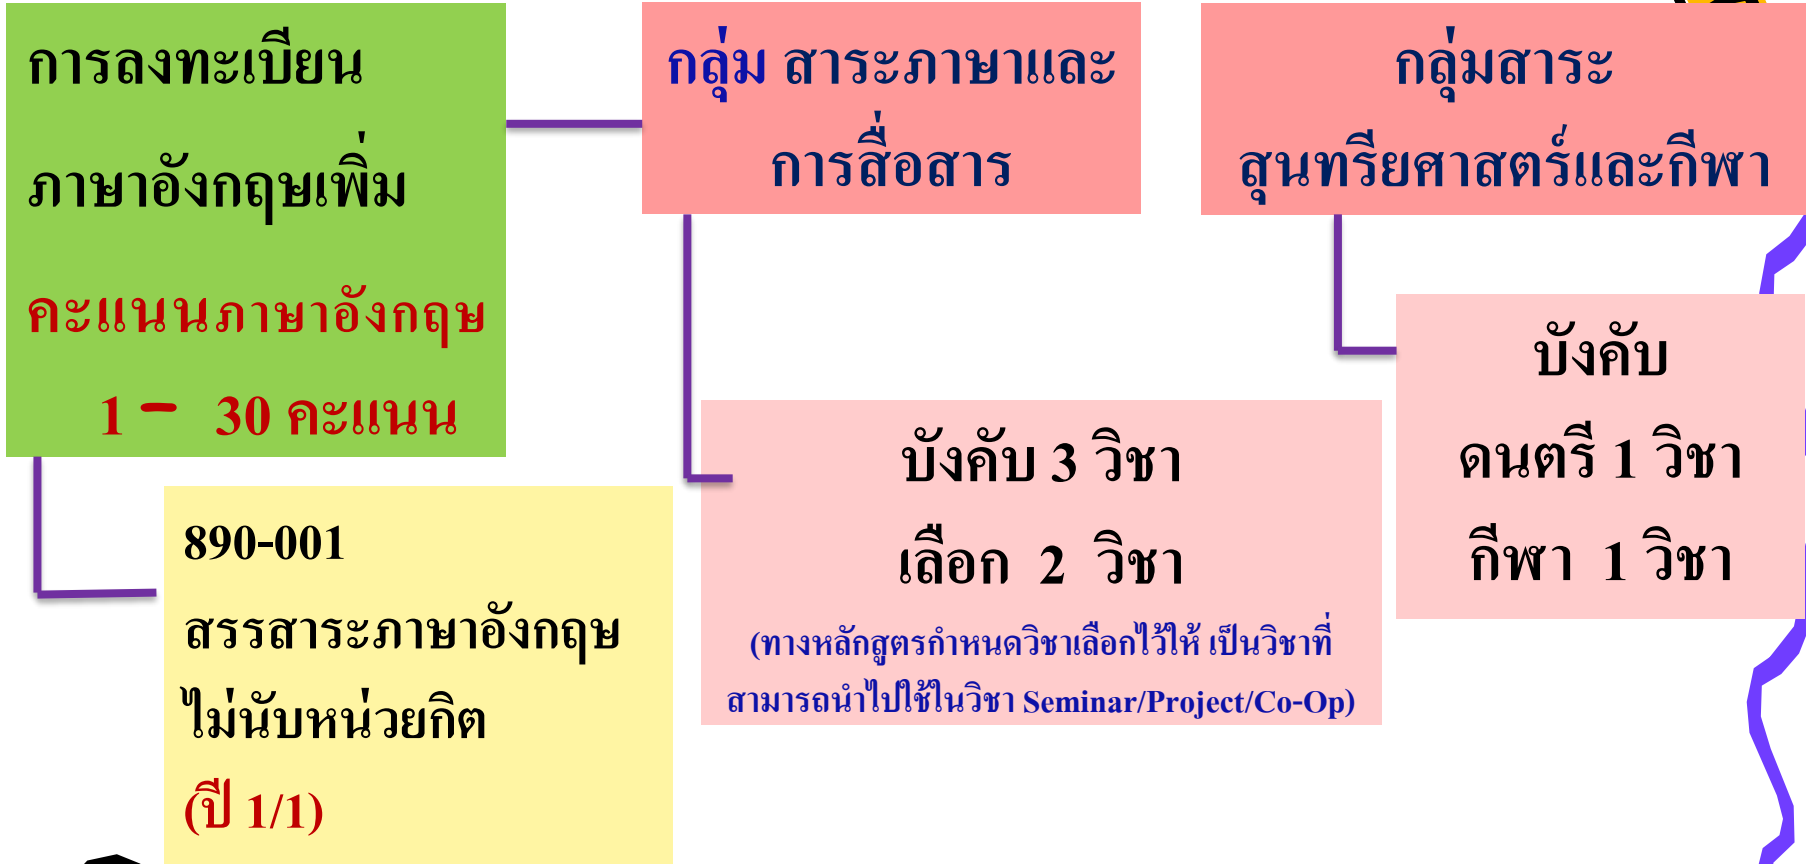 การลงทะเบียน
ภาษาอังกฤษเพิ่ม
คะแนนภาษาอังกฤษ
1 – 30 คะแนน
890-001
สรรสาระภาษาอังกฤษ
ไม่นับหน่วยกิต
(ปี 1/1)
กลุ่ม สาระภาษาและ
การสื่อสาร
บังคับ 3 วิชา
เลือก 2 วิชา
(ทางหลักสูตรกำหนดวิชาเลือกไว้ให้ เป็นวิชาที่
สามารถนำไปใช้ในวิชา Seminar/Project/Co-Op)
กลุ่มสาระ
สุนทรียศาสตร์และกีฬา
บังคับ
ดนตรี 1 วิชา
กีฬา 1 วิชา